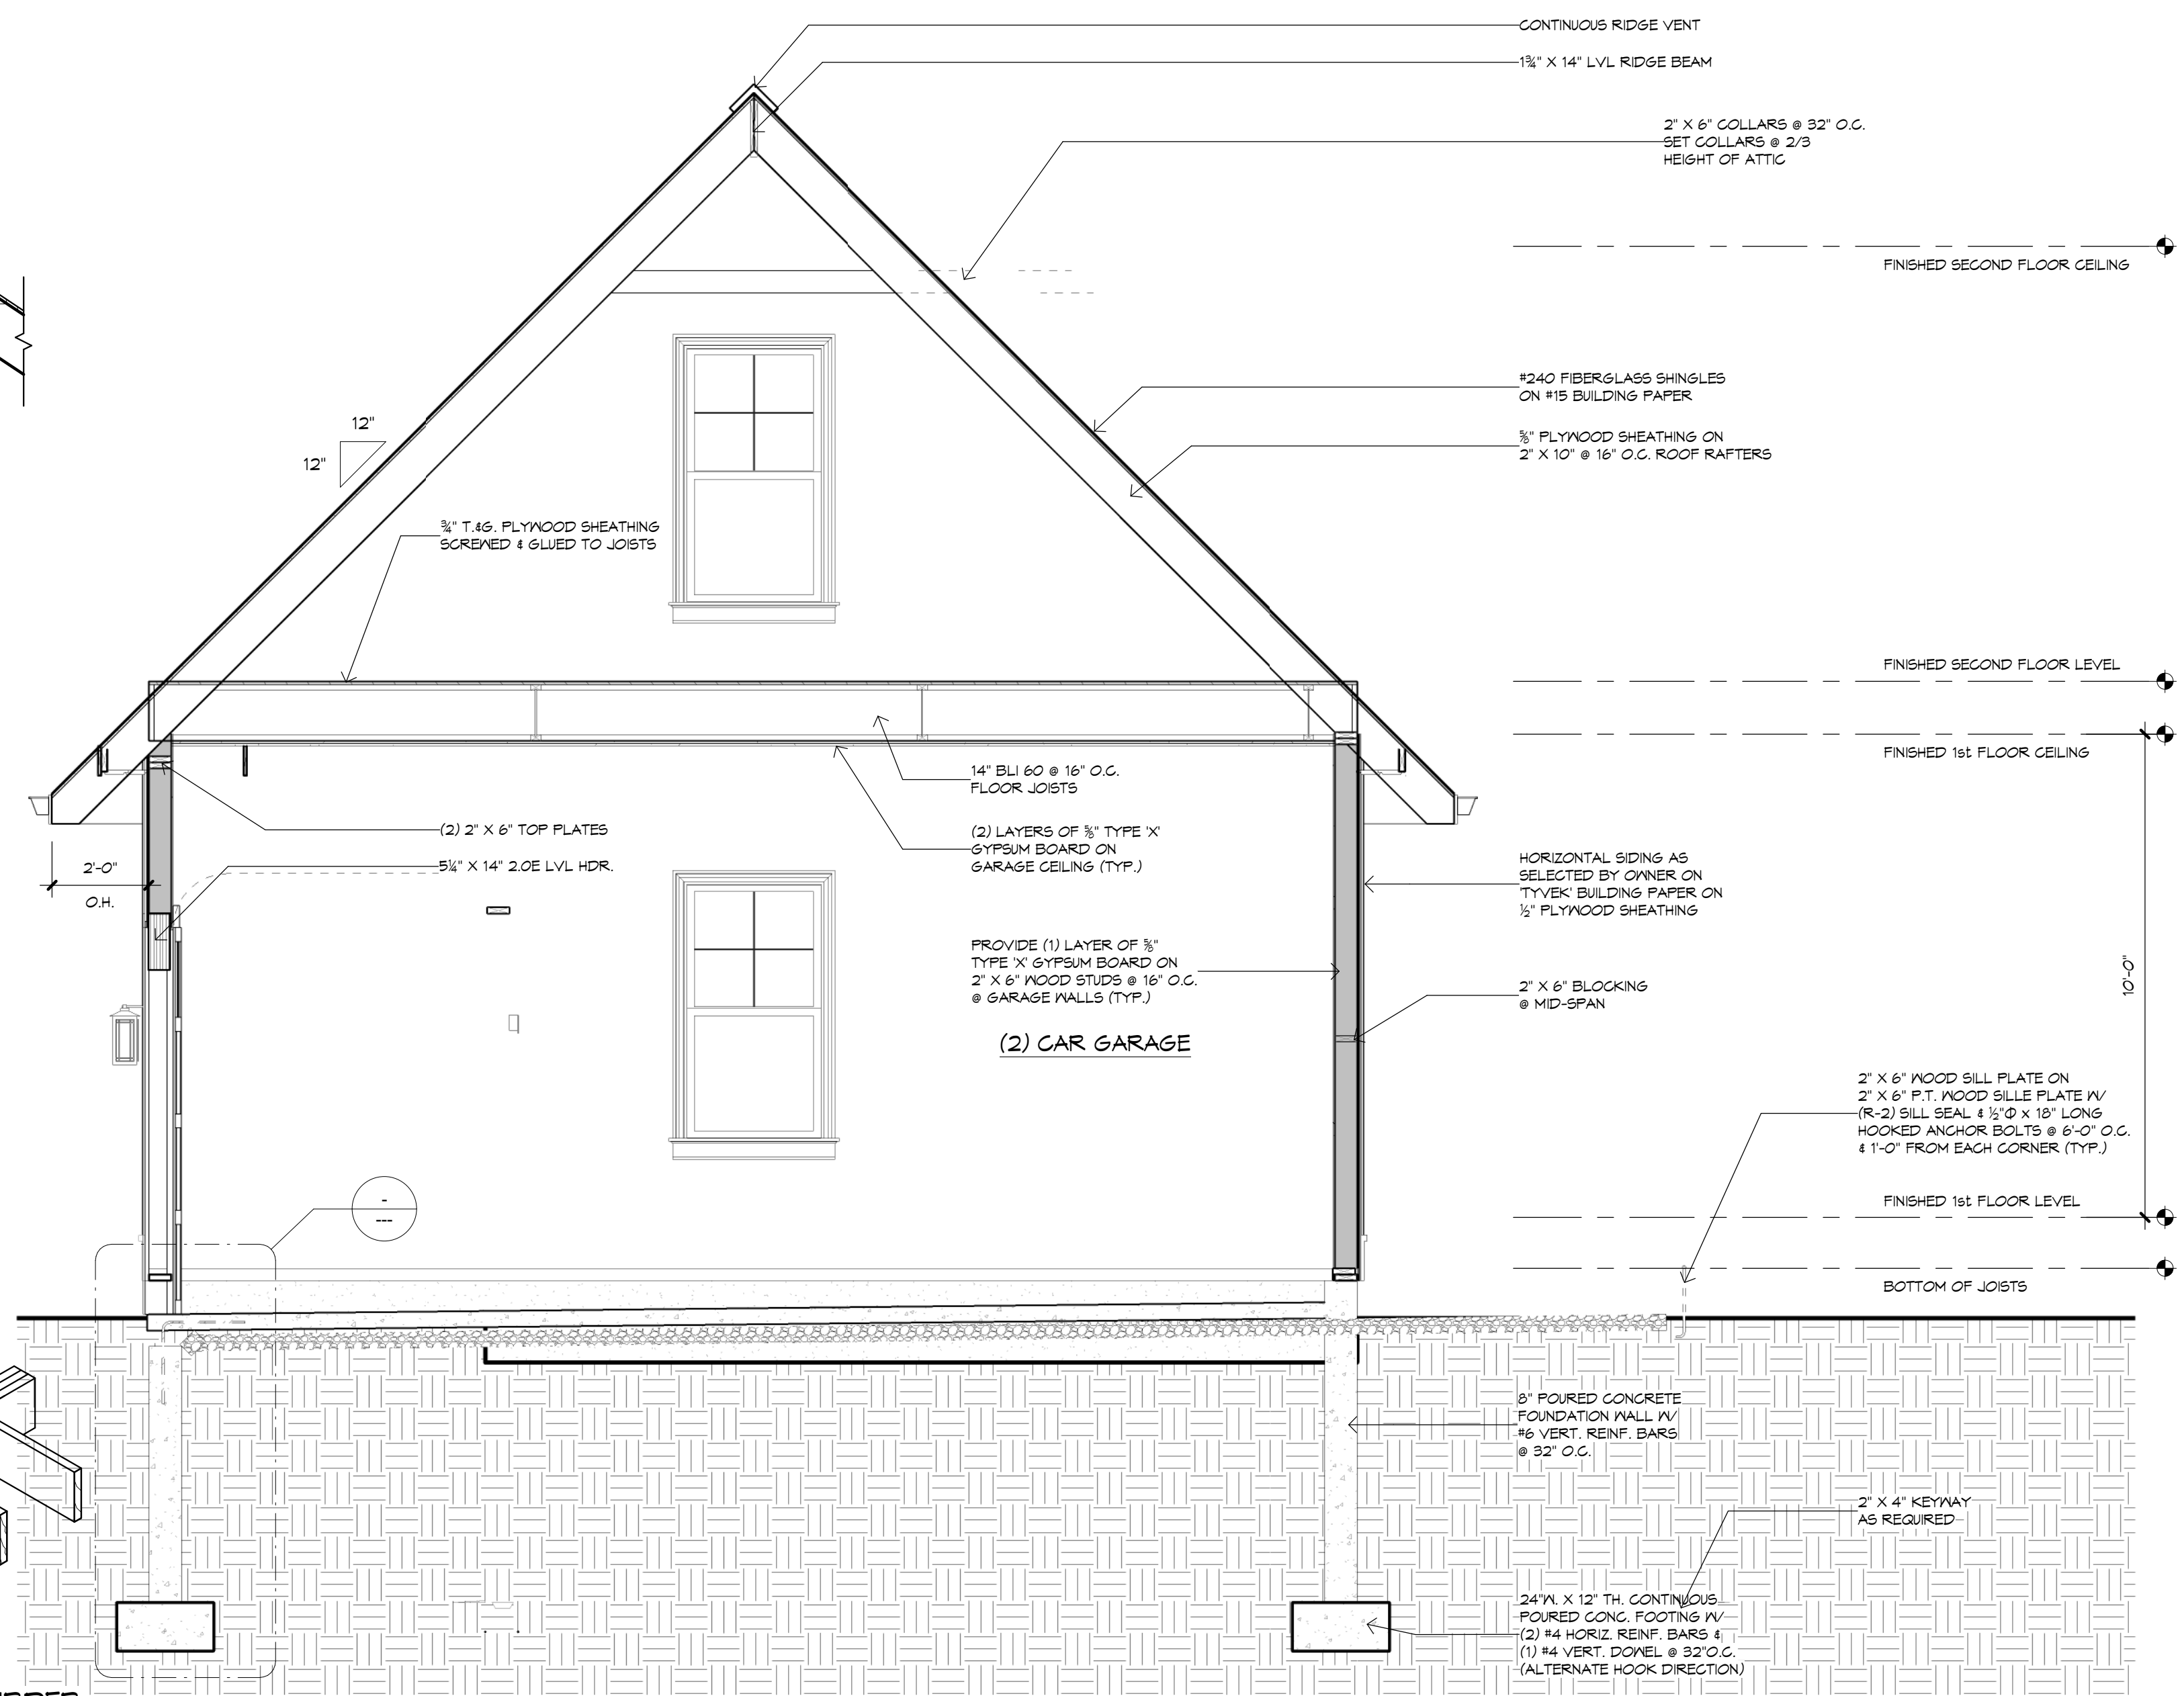 CONTINUOUS RIDGE VENT
1¾" X 14" LVL RIDGE BEAM
2" X 6" COLLARS @ 32" O.C.
SET COLLARS @ 2/3
HEIGHT OF ATTIC
FINISHED SECOND FLOOR CEILING
#240 FIBERGLASS SHINGLES
ON #15 BUILDING PAPER
⅝" PLYWOOD SHEATHING ON
2" X 10" @ 16" O.C. ROOF RAFTERS
12"
12"
¾" T.&G. PLYWOOD SHEATHING
SCREWED & GLUED TO JOISTS
FINISHED SECOND FLOOR LEVEL
FINISHED 1st FLOOR CEILING
14" BLI 60 @ 16" O.C.
FLOOR JOISTS
(2) 2" X 6" TOP PLATES
(2) LAYERS OF ⅝" TYPE 'X'
GYPSUM BOARD ON
GARAGE CEILING (TYP.)
5¼" X 14" 2.0E LVL HDR.
2'-0"
O.H.
HORIZONTAL SIDING AS
SELECTED BY OWNER ON
'TYVEK' BUILDING PAPER ON
½" PLYWOOD SHEATHING
PROVIDE (1) LAYER OF ⅝"
TYPE 'X' GYPSUM BOARD ON
2" X 6" WOOD STUDS @ 16" O.C.
@ GARAGE WALLS (TYP.)
10'-0"
2" X 6" BLOCKING
@ MID-SPAN
(2) CAR GARAGE
2" X 6" WOOD SILL PLATE ON
2" X 6" P.T. WOOD SILLE PLATE W/
(R-2) SILL SEAL & ½"Φ x 18" LONG
HOOKED ANCHOR BOLTS @ 6'-0" O.C.
& 1'-0" FROM EACH CORNER (TYP.)
-
---
FINISHED 1st FLOOR LEVEL
BOTTOM OF JOISTS
8" POURED CONCRETE
FOUNDATION WALL W/
#6 VERT. REINF. BARS
@ 32" O.C.
2" X 4" KEYWAY
AS REQUIRED
24"W. X 12" TH. CONTINUOUS
POURED CONC. FOOTING W/
(2) #4 HORIZ. REINF. BARS &
(1) #4 VERT. DOWEL @ 32"O.C.
(ALTERNATE HOOK DIRECTION)